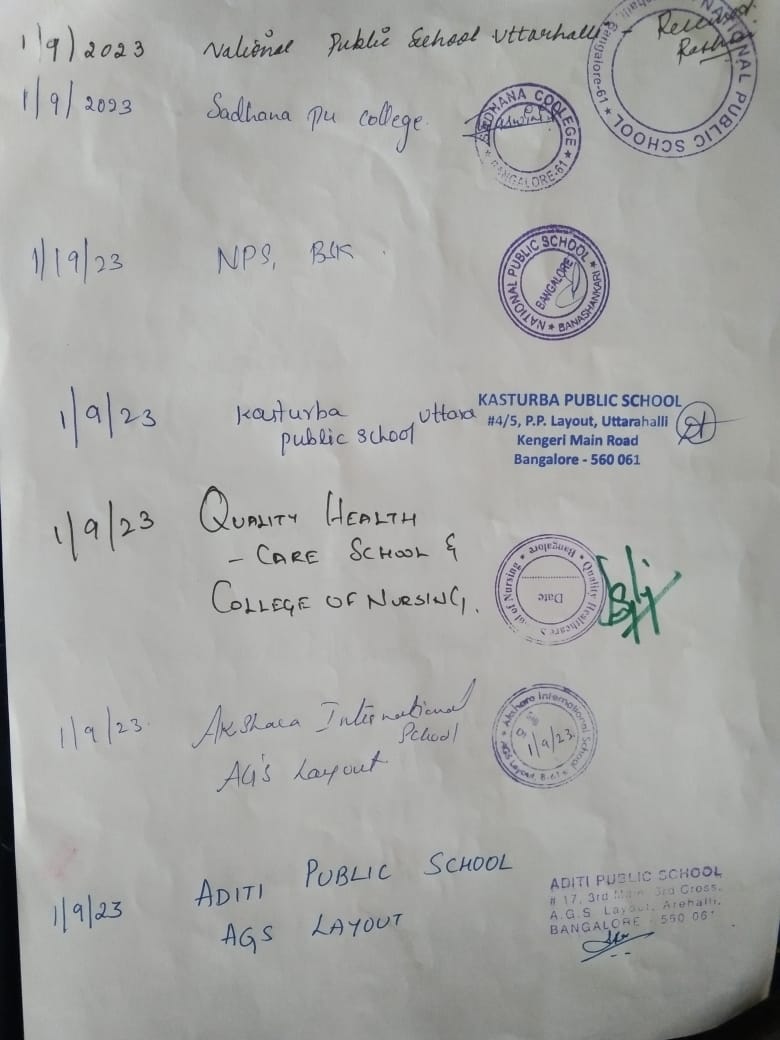 1/9/2023 National Public School Uttarhalli - Received.
NATIONAL PUBLIC SCHOOL ★ Bangalore-61 ★
1/9/2023 Sadhana pu college.
SADHANA COOLEGE ★ BANGALORE-61 ★
1/19/23 NPS, BSK.
NATIONAL PUBLIC SCHOOL ★ BANASHANKARI ★
BANGALORE
1/9/23 Kasturba Uttara
public school
KASTURBA PUBLIC SCHOOL
#4/5, P.P. Layout, Uttarahalli
Kengeri Main Road
Bangalore - 560 061
1/9/23 QUALITY HEALTH
- CARE SCHOOL &
COLLEGE OF NURSING.
Quality Healthcare S ol of Nursing • Bangalore •
Date
1/9/23. Akshara International
School
AG's Layout
★ Akshara International School ★ AGS Layout, B-61
1/9/23.
1/9/23 ADITI PUBLIC SCHOOL
AGS LAYOUT
ADITI PUBLIC SCHOOL
# 17, 3rd Main, 3rd Cross,
A.G.S Layout, Arehalli,
BANGALORE - 560 061